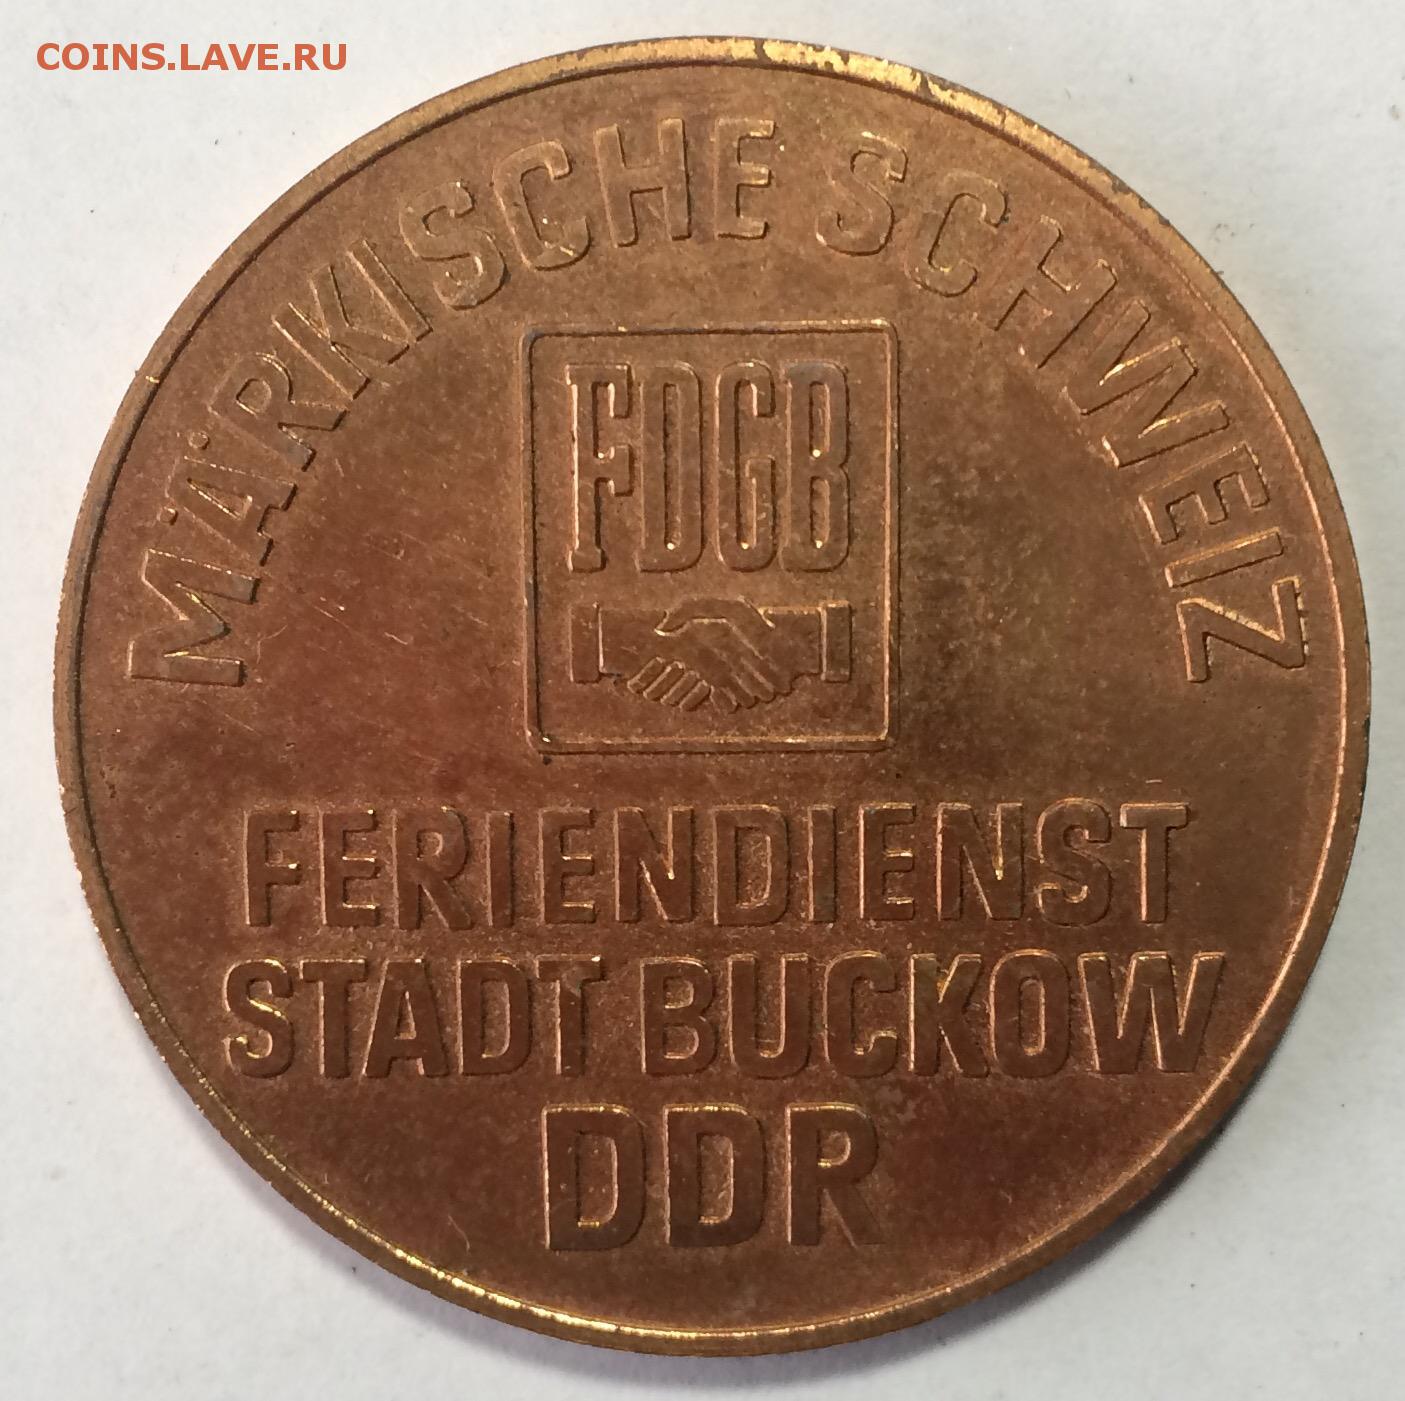 COINS.LAVE.RU
MÄRKISCHE SCHWEIZ
FDGB
FERIENDIENST
STADT BUCKOW
DDR